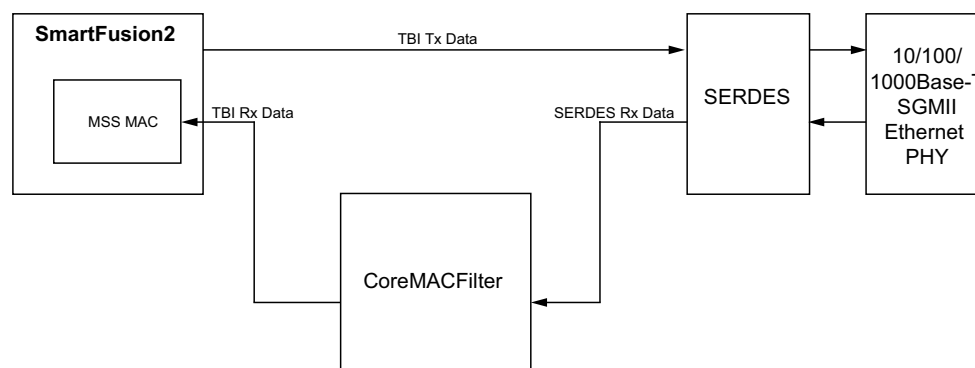 SmartFusion2
MSS MAC
TBI Tx Data
TBI Rx Data
SERDES Rx Data
SERDES
10/100/
1000Base-T
SGMII
Ethernet
PHY
CoreMACFilter